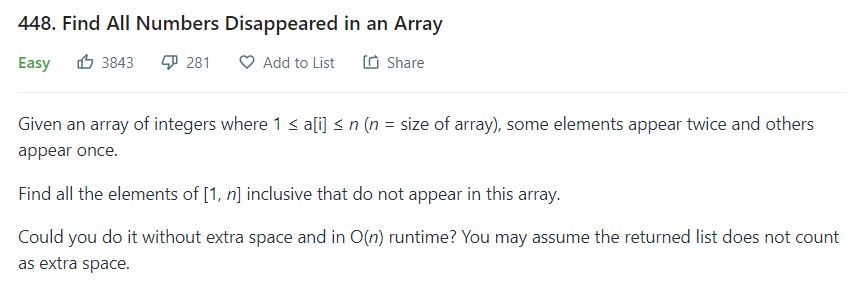 448. Find All Numbers Disappeared in an Array
Easy 3843 281 Add to List Share
Given an array of integers where 1 ≤ a[i] ≤ n (n = size of array), some elements appear twice and others
appear once.
Find all the elements of [1, n] inclusive that do not appear in this array.
Could you do it without extra space and in O(n) runtime? You may assume the returned list does not count
as extra space.